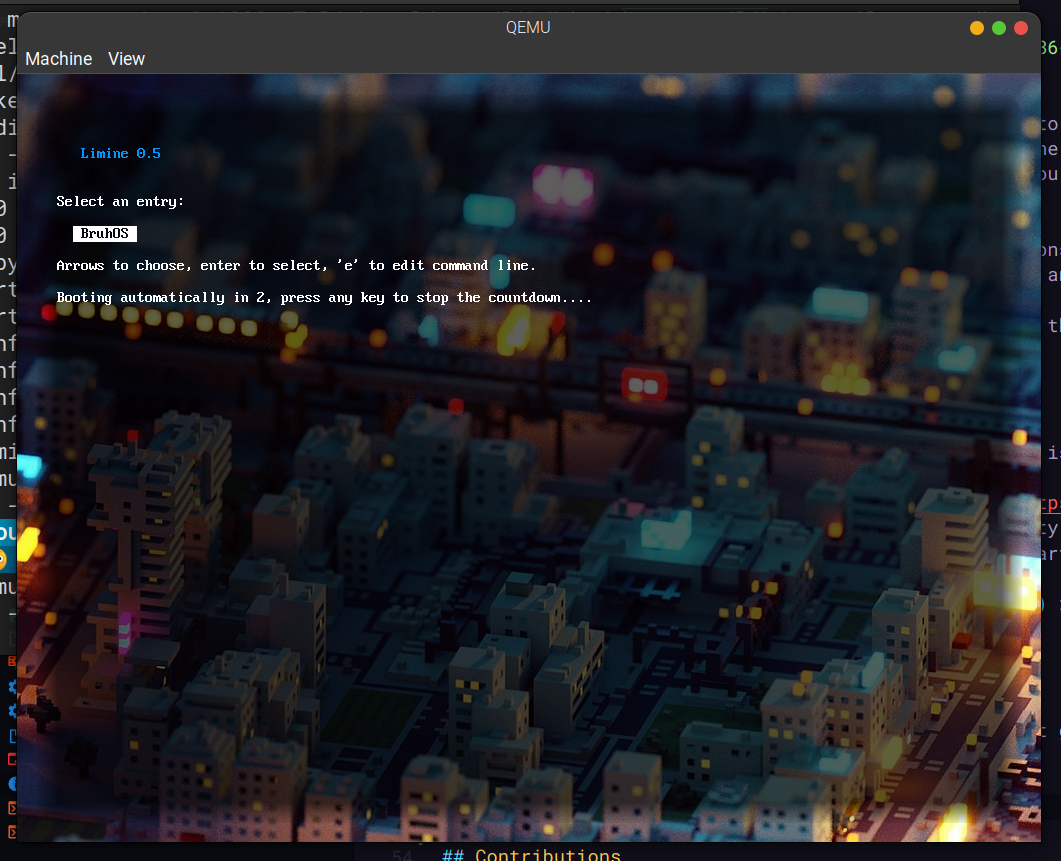 QEMU
Machine View
Limine 0.5
Select an entry:
BruhOS
Arrows to choose, enter to select, 'e' to edit command line.
Booting automatically in 2, press any key to stop the countdown....
54 ## Contributions